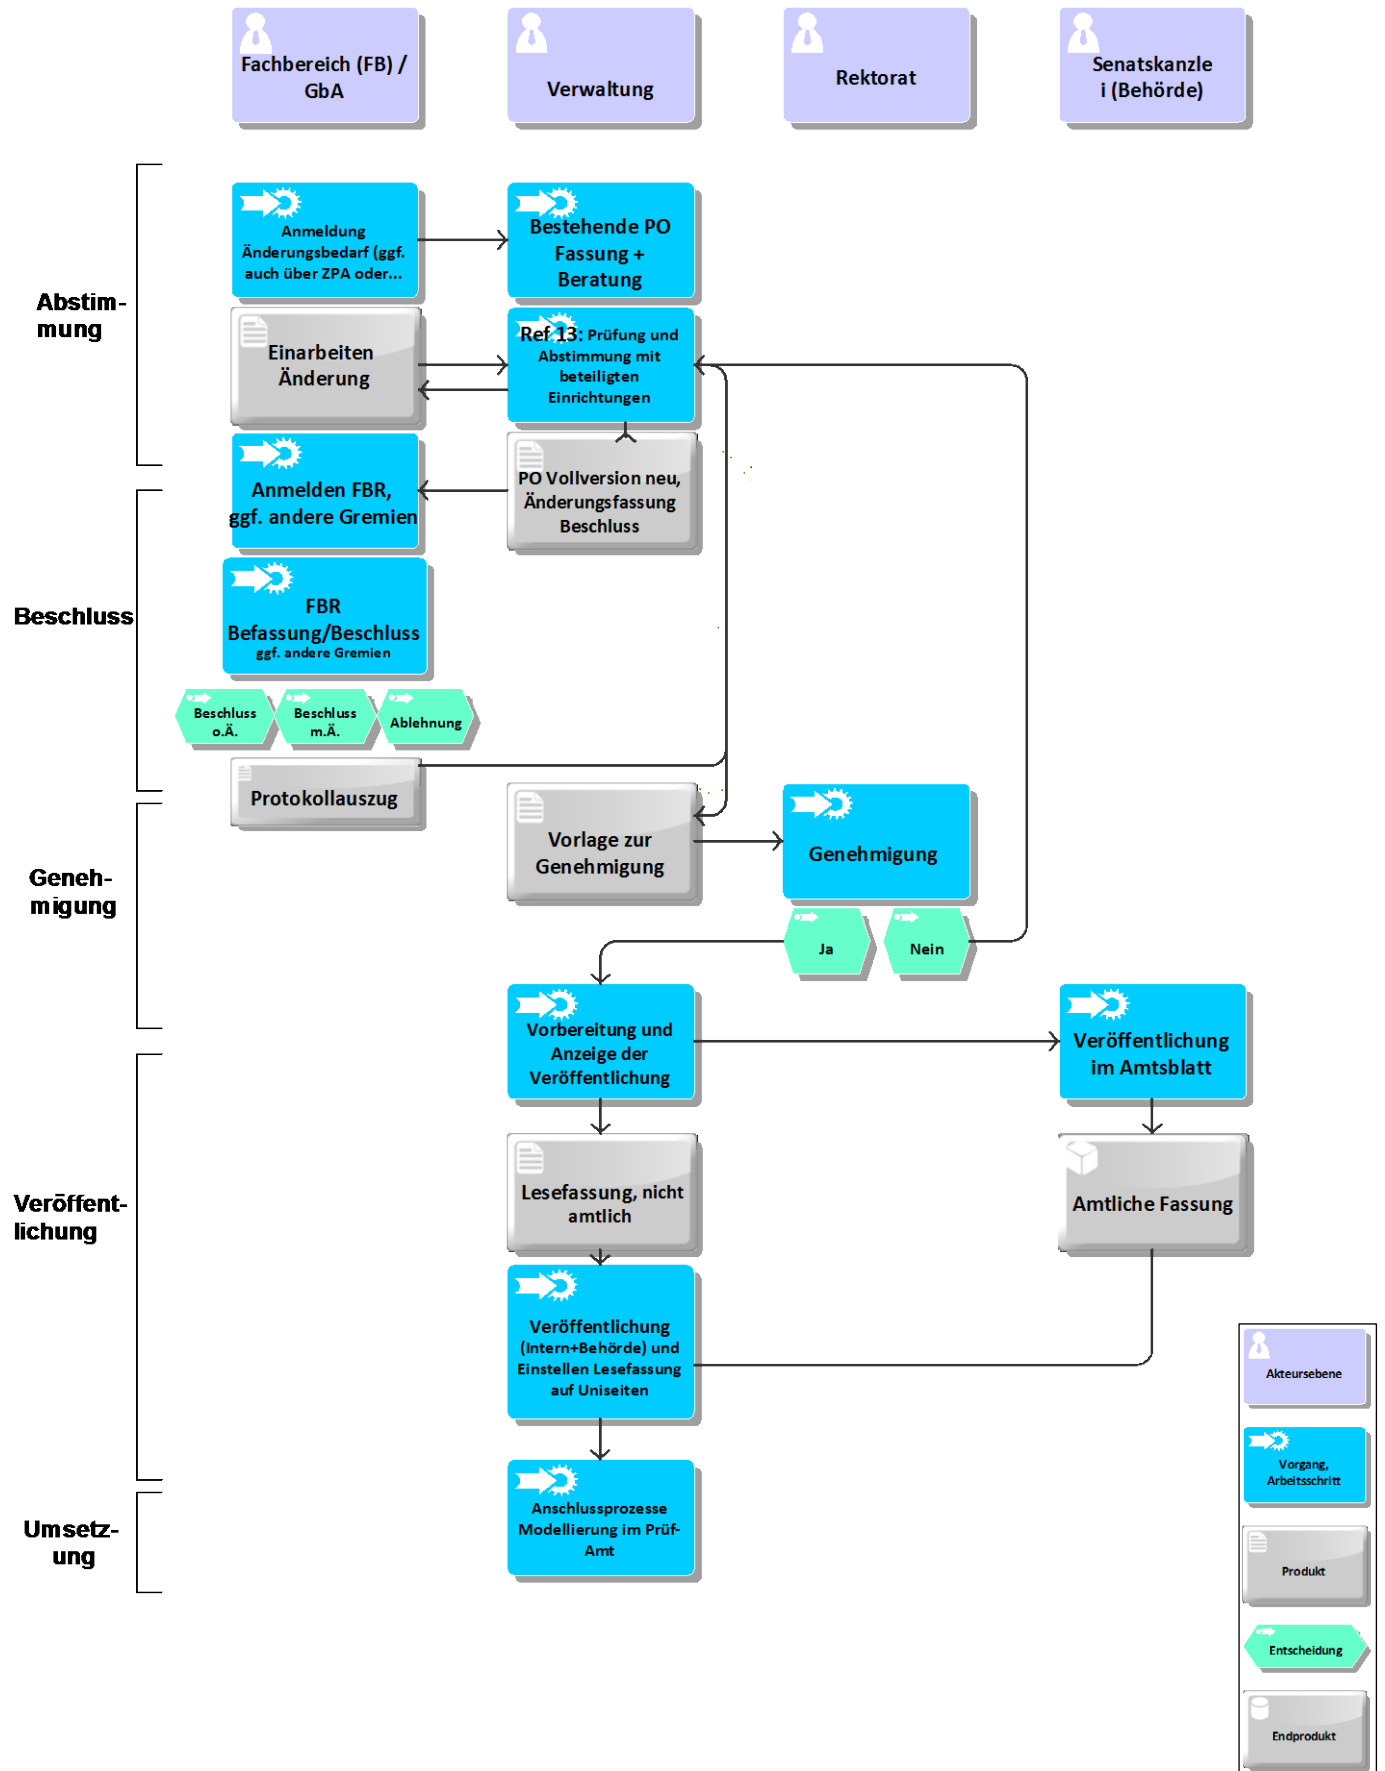 Fachbereich (FB) /
GbA
Verwaltung
Rektorat
Senatskanzle
i (Behörde)
Abstim-
mung
Anmeldung
Änderungsbedarf (ggf.
auch über ZPA oder...
Bestehende PO
Fassung +
Beratung
Einarbeiten
Änderung
Ref 13: Prüfung und
Abstimmung mit
beteiligten
Einrichtungen
Beschluss
Anmelden FBR,
ggf. andere Gremien
PO Vollversion neu,
Änderungsfassung
Beschluss
FBR
Befassung/Beschluss
ggf. andere Gremien
Beschluss
o.Ä.
Beschluss
m.Ä.
Ablehnung
Protokollauszug
Geneh-
migung
Vorlage zur
Genehmigung
Genehmigung
Ja
Nein
Vorbereitung und
Anzeige der
Veröffentlichung
Veröffentlichung
im Amtsblatt
Veröffent-
lichung
Lesefassung, nicht
amtlich
Amtliche Fassung
Veröffentlichung
(Intern+Behörde) und
Einstellen Lesefassung
auf Uniseiten
Umsetz-
ung
Anschlussprozesse
Modellierung im Prüf-
Amt
Akteursebene
Vorgang,
Arbeitsschritt
Produkt
Entscheidung
Endprodukt